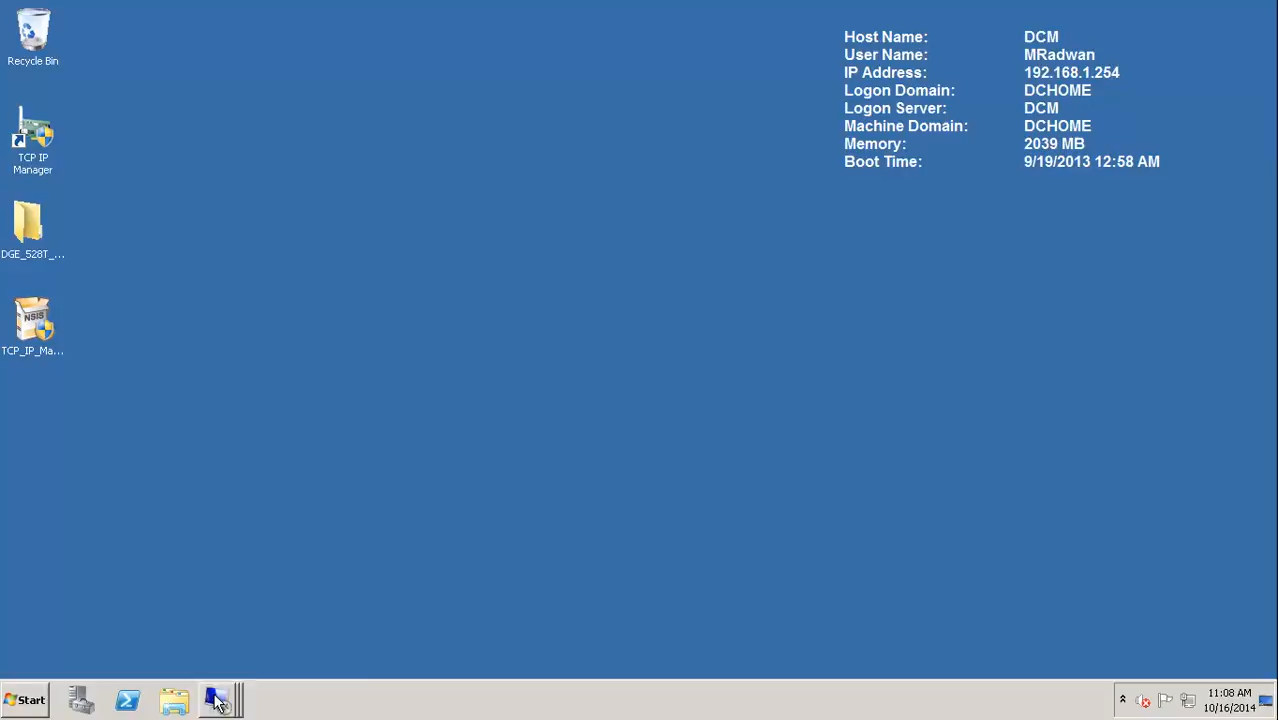 Recycle Bin
TCP IP
Manager
DGE_528T_...
NSIS
TCP_IP_Ma...
Host Name: DCM
User Name: MRadwan
IP Address: 192.168.1.254
Logon Domain: DCHOME
Logon Server: DCM
Machine Domain: DCHOME
Memory: 2039 MB
Boot Time: 9/19/2013 12:58 AM
Start
11:08 AM
10/16/2014